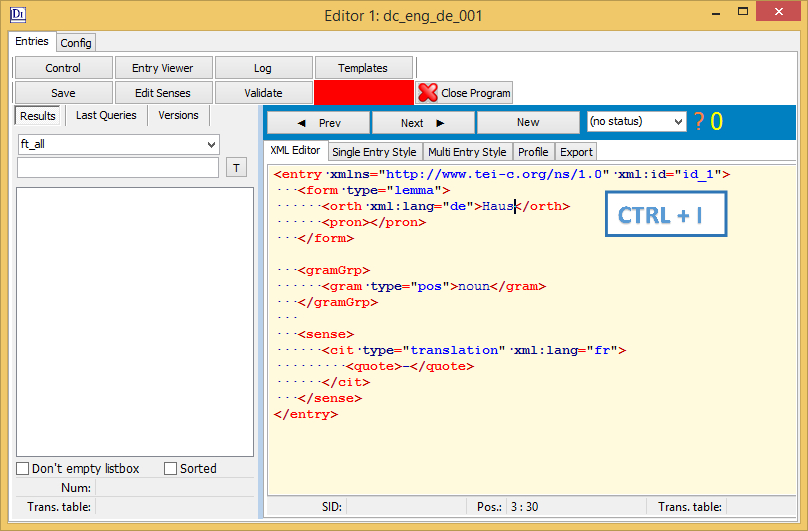 Editor 1: dc_eng_de_001
Entries Config
Control Entry Viewer Log Templates
Save Edit Senses Validate Close Program
Results Last Queries Versions
ft_all
T
Don't empty listbox Sorted
Num:
Trans. table:
◄ Prev Next ► New (no status) ? 0
XML Editor Single Entry Style Multi Entry Style Profile Export
<entry·xmlns="http://www.tei-c.org/ns/1.0"·xml:id="id_1">
···<form·type="lemma">
······<orth·xml:lang="de">Haus</orth>
······<pron></pron>
···</form>
···<gramGrp>
······<gram·type="pos">noun</gram>
···</gramGrp>
···
···<sense>
······<cit·type="translation"·xml:lang="fr">
·········<quote>-</quote>
······</cit>
···</sense>
</entry>
CTRL + I
SID: Pos.: 3 : 30 Trans. table: